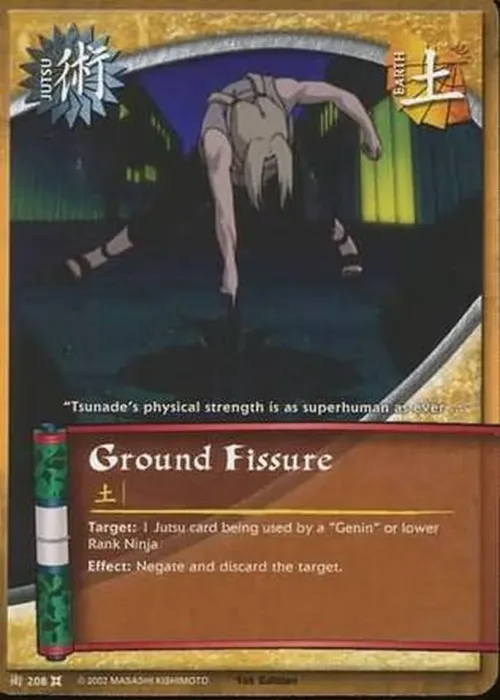 JUTSU
術
EARTH
土
"Tsunade's physical strength is as superhuman as ever ..."
Ground Fissure
土
Target: 1 Jutsu card being used by a "Genin" or lower
Rank Ninja
Effect: Negate and discard the target.
術 208
© 2002 MASASHI KISHIMOTO
1st Edition